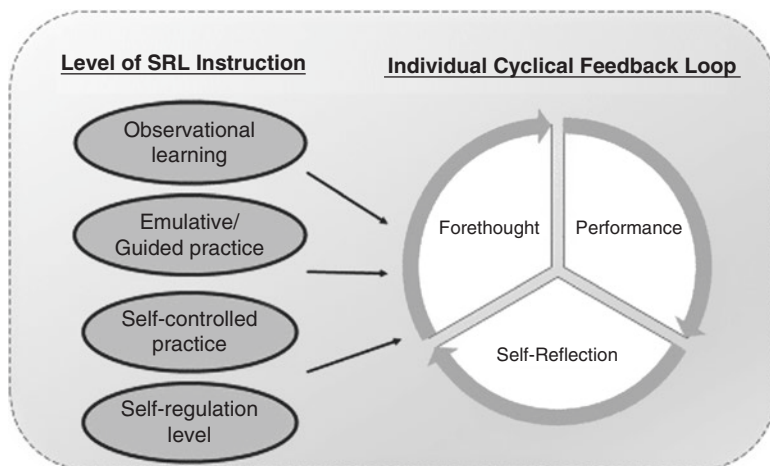 Level of SRL Instruction
Observational
learning
Emulative/
Guided practice
Self-controlled
practice
Self-regulation
level
Individual Cyclical Feedback Loop
Forethought
Performance
Self-Reflection